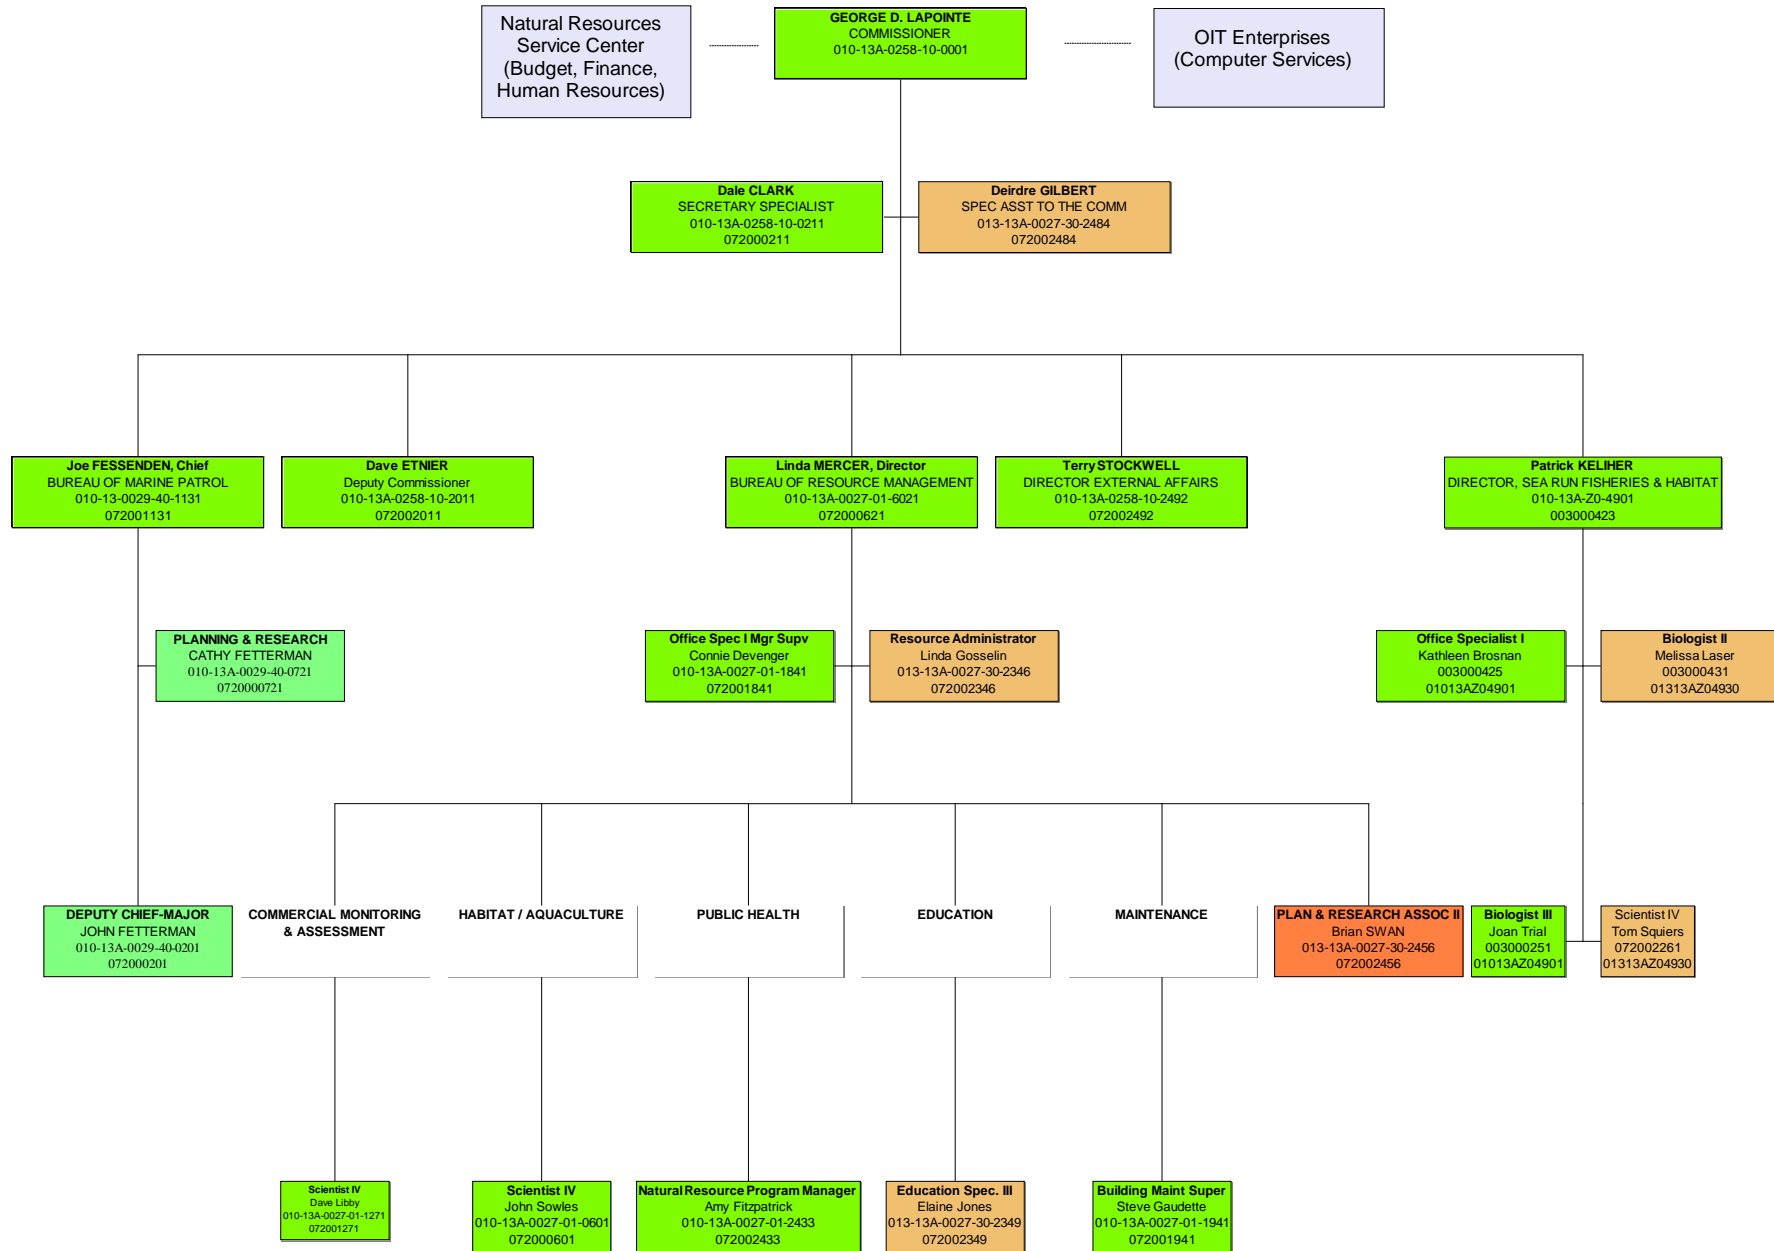 Natural Resources
Service Center
(Budget, Finance,
Human Resources)
GEORGE D. LAPOINTE
COMMISSIONER
010-13A-0258-10-0001
OIT Enterprises
(Computer Services)
Dale CLARK
SECRETARY SPECIALIST
010-13A-0258-10-0211
072000211
Deirdre GILBERT
SPEC ASST TO THE COMM
013-13A-0027-30-2484
072002484
Joe FESSENDEN, Chief
BUREAU OF MARINE PATROL
010-13-0029-40-1131
072001131
Dave ETNIER
Deputy Commissioner
010-13A-0258-10-2011
072002011
Linda MERCER, Director
BUREAU OF RESOURCE MANAGEMENT
010-13A-0027-01-6021
072000621
Terry STOCKWELL
DIRECTOR EXTERNAL AFFAIRS
010-13A-0258-10-2492
072002492
Patrick KELIHER
DIRECTOR, SEA RUN FISHERIES & HABITAT
010-13A-Z0-4901
003000423
PLANNING & RESEARCH
CATHY FETTERMAN
010-13A-0029-40-0721
0720000721
Office Spec I Mgr Supv
Connie Devenger
010-13A-0027-01-1841
072001841
Resource Administrator
Linda Gosselin
013-13A-0027-30-2346
072002346
Office Specialist I
Kathleen Brosnan
003000425
01013AZ04901
Biologist II
Melissa Laser
003000431
01313AZ04930
DEPUTY CHIEF-MAJOR
JOHN FETTERMAN
010-13A-0029-40-0201
072000201
COMMERCIAL MONITORING
& ASSESSMENT
HABITAT / AQUACULTURE
PUBLIC HEALTH
EDUCATION
MAINTENANCE
PLAN & RESEARCH ASSOC II
Brian SWAN
013-13A-0027-30-2456
072002456
Biologist III
Joan Trial
003000251
01013AZ04901
Scientist IV
Tom Squiers
072002261
01313AZ04930
Scientist IV
Dave Libby
010-13A-0027-01-1271
072001271
Scientist IV
John Sowles
010-13A-0027-01-0601
072000601
Natural Resource Program Manager
Amy Fitzpatrick
010-13A-0027-01-2433
072002433
Education Spec. III
Elaine Jones
013-13A-0027-30-2349
072002349
Building Maint Super
Steve Gaudette
010-13A-0027-01-1941
072001941